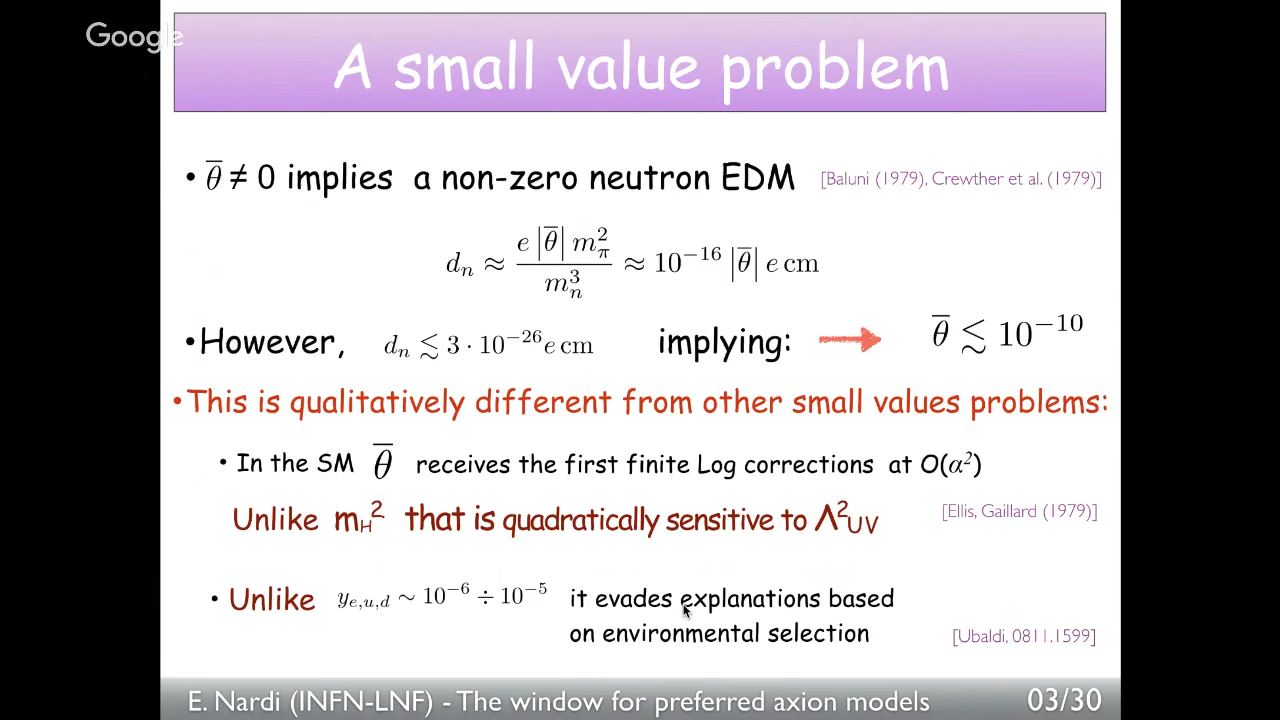 Google
A small value problem
• θ̅ ≠ 0 implies a non-zero neutron EDM [Baluni (1979), Crewther et al. (1979)]
dₙ ≈ e |θ̅| m_π² / mₙ³ ≈ 10⁻¹⁶ |θ̅| e cm
• However, dₙ ≲ 3 · 10⁻²⁶ e cm implying: → θ̅ ≲ 10⁻¹⁰
• This is qualitatively different from other small values problems:
• In the SM θ̅ receives the first finite Log corrections at O(α²)
Unlike m_H² that is quadratically sensitive to Λ²_UV [Ellis, Gaillard (1979)]
• Unlike y_{e,u,d} ∼ 10⁻⁶ ÷ 10⁻⁵ it evades explanations based
on environmental selection [Ubaldi, 0811.1599]
E. Nardi (INFN-LNF) - The window for preferred axion models 03/30